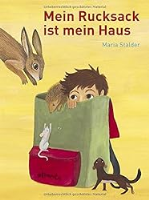 Mein Rucksack
ist mein Haus
Maria Stalder